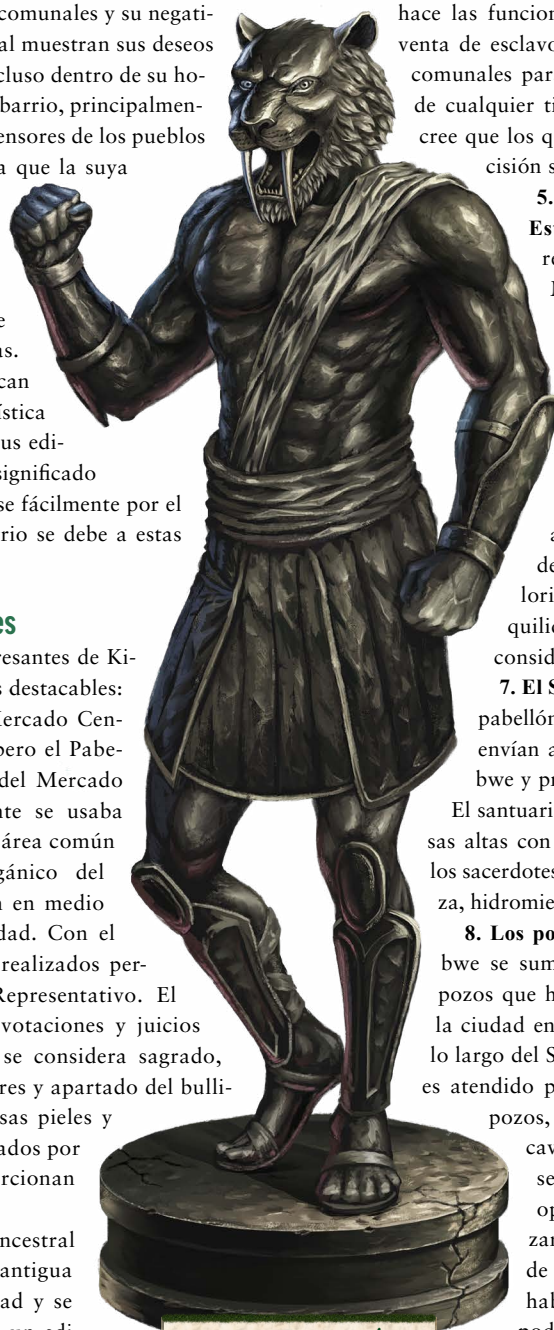 comunales y su negati-
al muestran sus deseos
cluso dentro de su ho-
barrio, principalmen-
ensores de los pueblos
a que la suya
e
as.
can
ística
us edi-
significado
se fácilmente por el
rio se debe a estas
es
resantes de Ki-
s destacables:
Mercado Cen-
pero el Pabe-
del Mercado
nte se usaba
área común
gánico del
n en medio
dad. Con el
realizados per-
Representativo. El
votaciones y juicios
se considera sagrado,
res y apartado del bulli-
sas pieles y
ados por
rcionan
ncestral
antigua
ad y se
un edi-
hace las funcion
venta de esclavo
comunales par
de cualquier ti
cree que los q
cisión s
5.
Est
re
a
de
lori
quilic
consid
7. El S
pabellón
envían a
bwe y pr
El santuari
sas altas con
los sacerdotes
za, hidromie
8. Los po
bwe se sum
pozos que h
la ciudad en
lo largo del S
es atendido p
pozos,
cav
se
op
zar
de
hab
pod